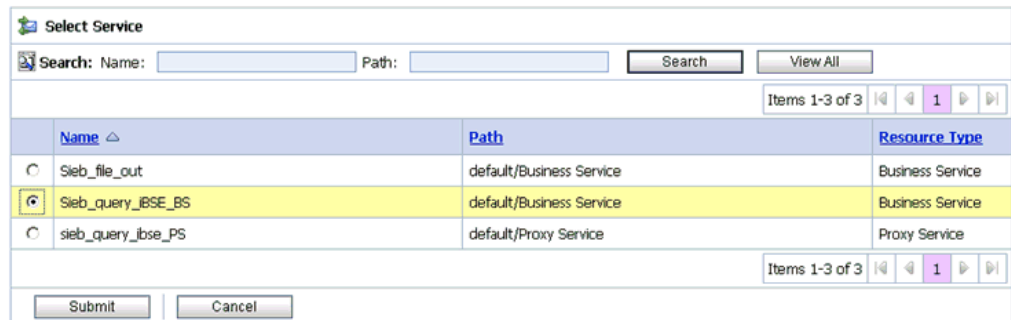 Select Service
Search: Name: Path: Search View All
Items 1-3 of 3 1
Name Path Resource Type
Sieb_file_out default/Business Service Business Service
Sieb_query_iBSE_BS default/Business Service Business Service
sieb_query_ibse_PS default/Proxy Service Proxy Service
Items 1-3 of 3 1
Submit Cancel